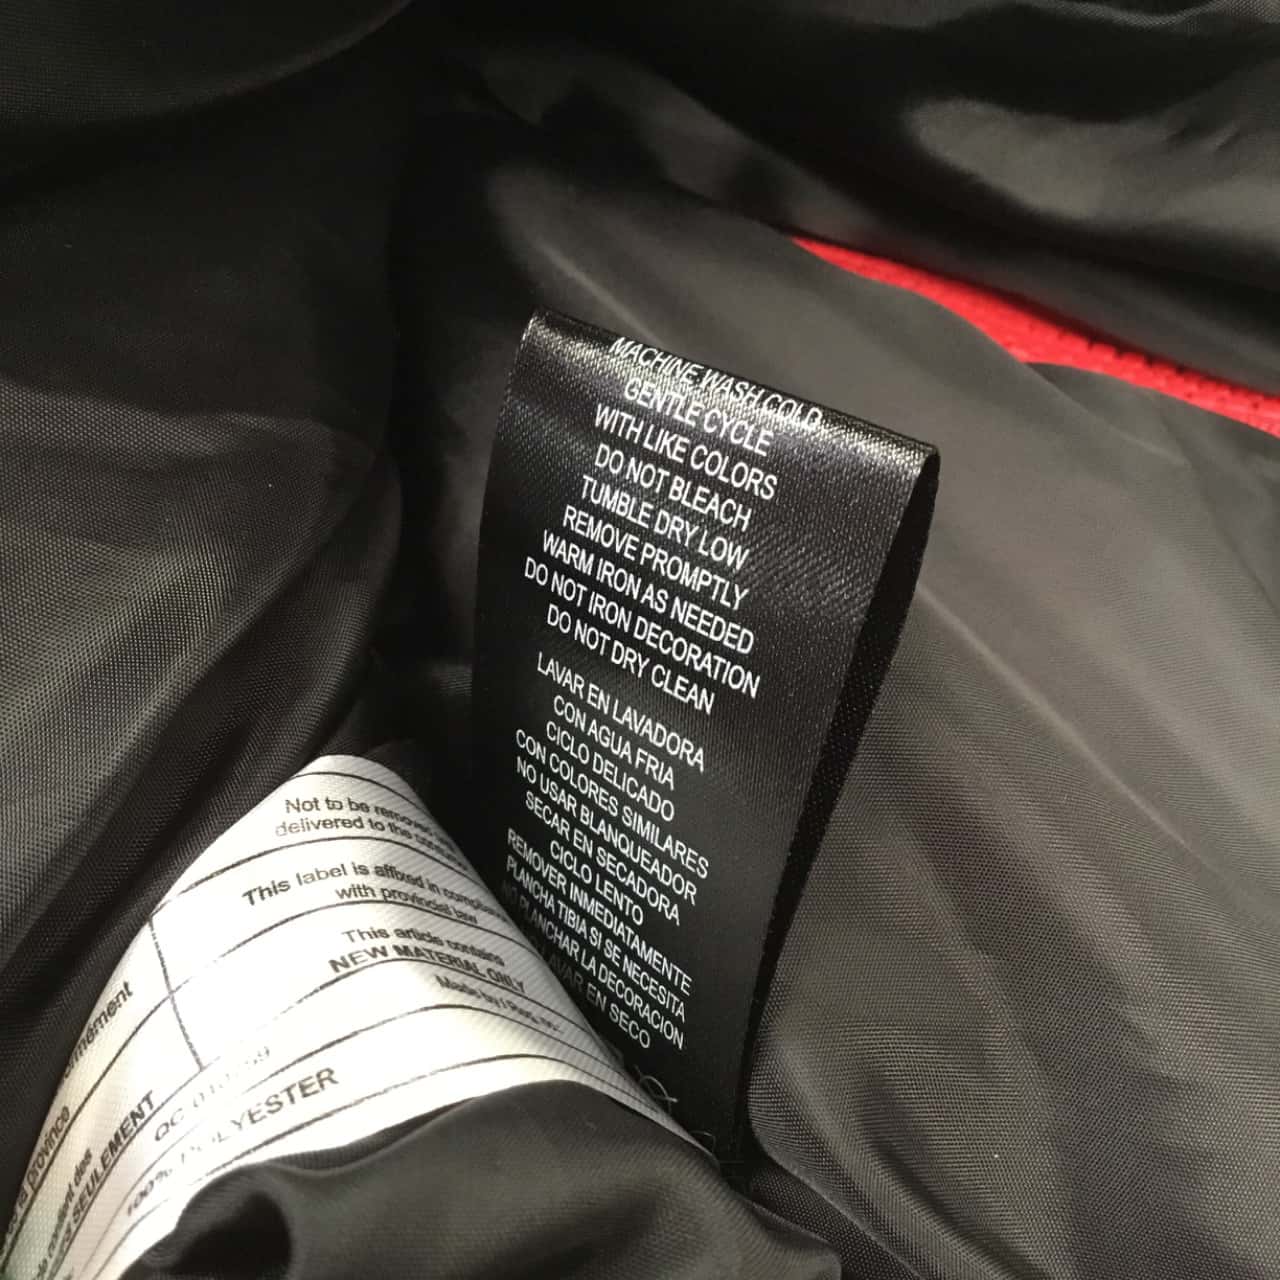 MACHINE WASH COLD
GENTLE CYCLE
WITH LIKE COLORS
DO NOT BLEACH
TUMBLE DRY LOW
REMOVE PROMPTLY
WARM IRON AS NEEDED
DO NOT IRON DECORATION
DO NOT DRY CLEAN
LAVAR EN LAVADORA
CON AGUA FRIA
CICLO DELICADO
CON COLORES SIMILARES
NO USAR BLANQUEADOR
SECAR EN SECADORA
CICLO LENTO
REMOVER INMEDIATAMENTE
PLANCHA TIBIA SI SE NECESITA
NO PLANCHAR LA DECORACION
LAVAR EN SECO
Not to be removed
delivered to the
This label is affixed in
with provincial law
This article contains
NEW MATERIAL ONLY
Made by /
province
SEULEMENT
QC
100% POLYESTER